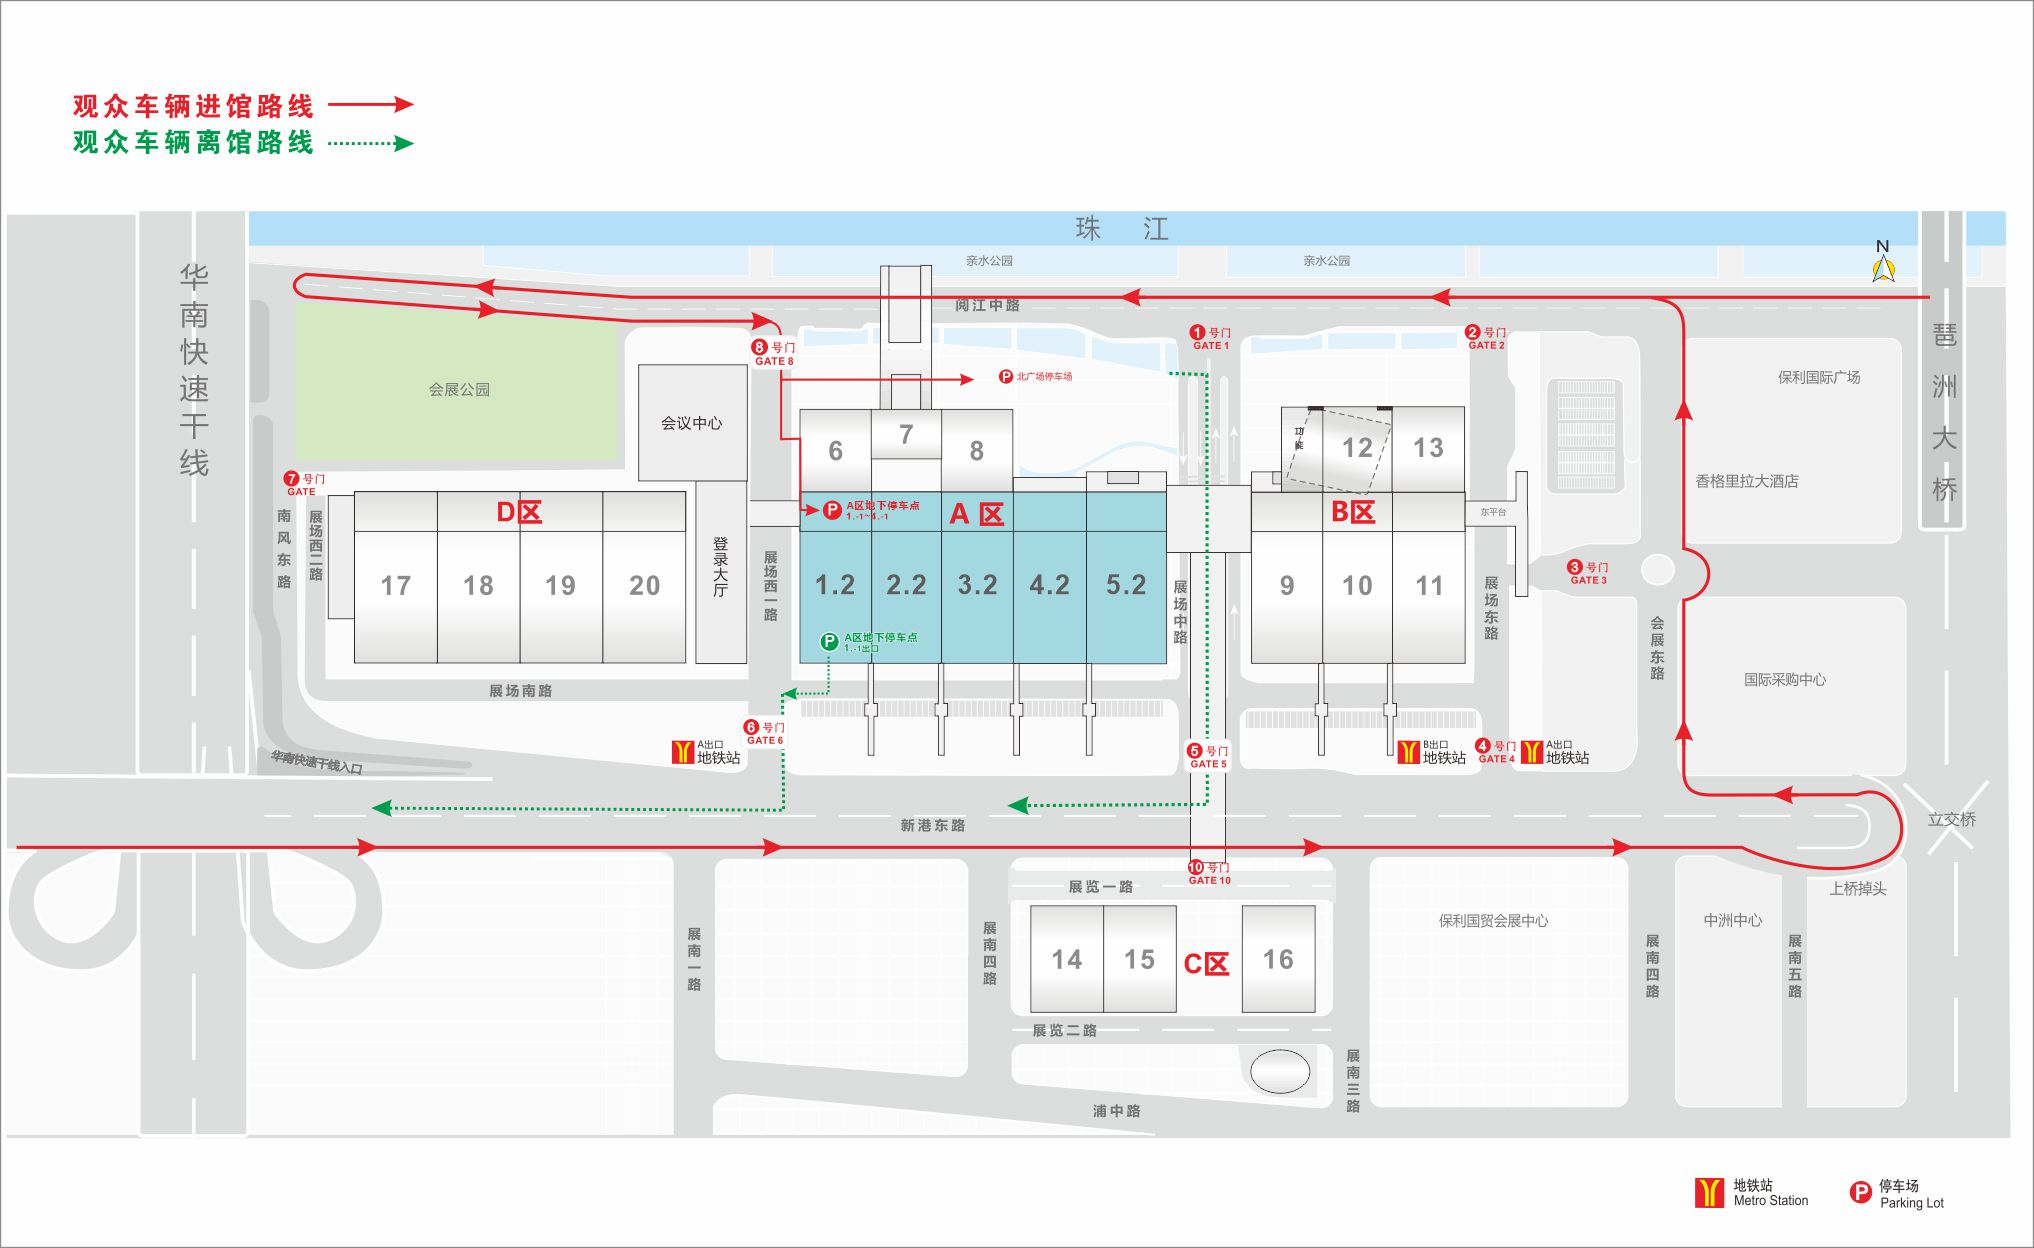 观众车辆进馆路线
观众车辆离馆路线
珠 江
亲水公园
亲水公园
N
华南快速干线
阅江中路
琶洲大桥
1号门
GATE 1
2号门
GATE 2
8号门
GATE 8
P 北广场停车场
保利国际广场
会展公园
会议中心
6
7
8
12
13
香格里拉大酒店
7号门
GATE
D区
P A区地下停车点
1.-1~4.-1
A区
B区
东平台
南风东路
展场西二路
登录大厅
展场西一路
展场中路
展场东路
3号门
GATE 3
17
18
19
20
1.2
2.2
3.2
4.2
5.2
9
10
11
会展东路
P A区地下停车点
1.-1出口
国际采购中心
展场南路
6号门
GATE 6
A出口
地铁站
5号门
GATE 5
B出口
地铁站
4号门
GATE 4
A出口
地铁站
华南快速干线入口
新港东路
立交桥
10号门
GATE 10
展览一路
上桥掉头
保利国贸会展中心
中洲中心
展南一路
展南四路
14
15
C区
16
展南四路
展南五路
展览二路
展南三路
浦中路
地铁站
Metro Station
P 停车场
Parking Lot